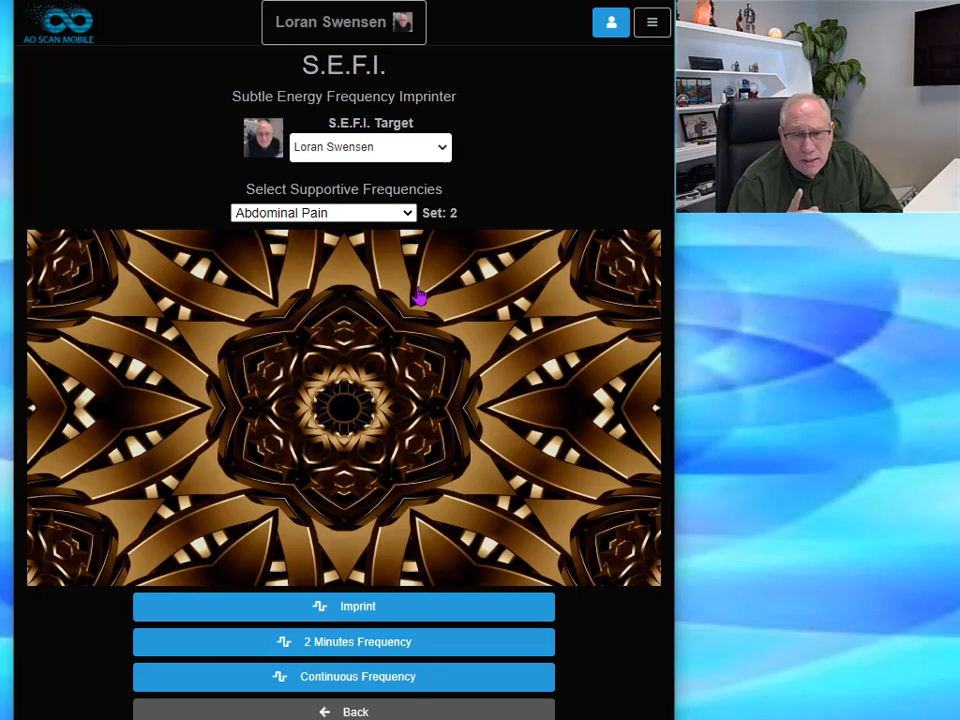 AO SCAN MOBILE
Loran Swensen
S.E.F.I.
Subtle Energy Frequency Imprinter
S.E.F.I. Target
Loran Swensen
Select Supportive Frequencies
Abdominal Pain Set: 2
Imprint
2 Minutes Frequency
Continuous Frequency
Back